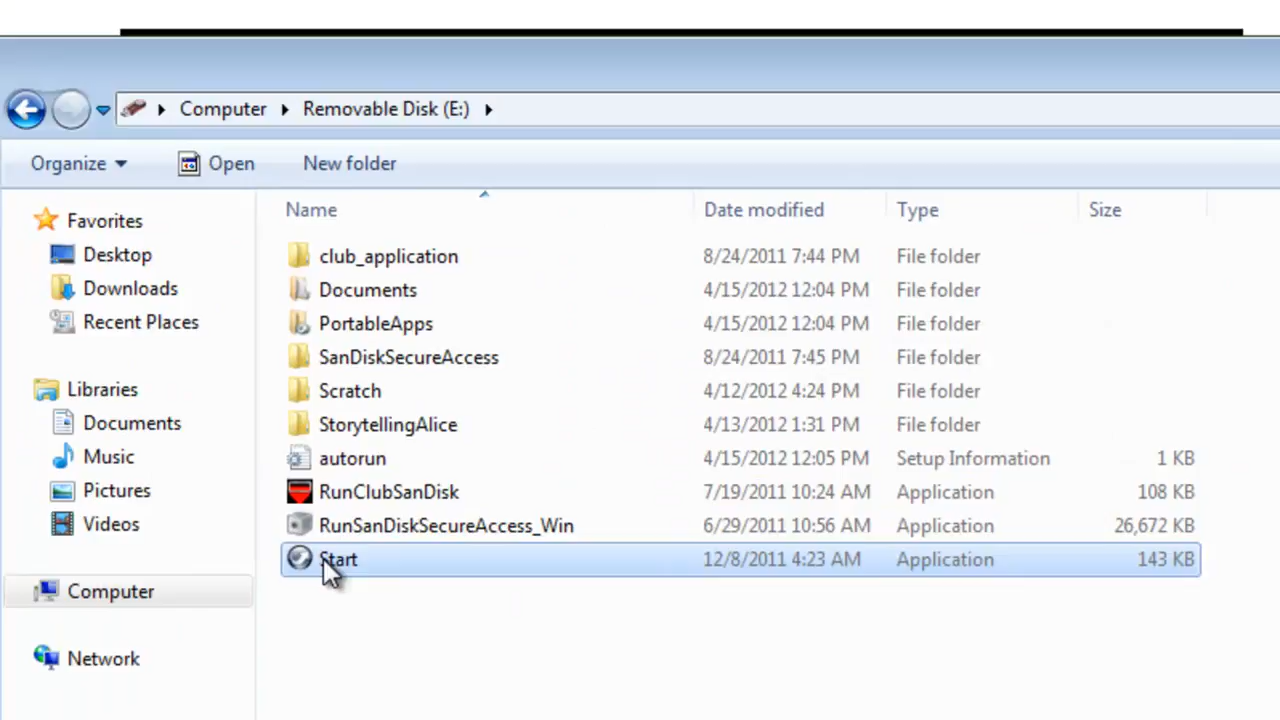 Computer Removable Disk (E:)
Organize Open New folder
Name Date modified Type Size
Favorites
Desktop
Downloads
Recent Places
Libraries
Documents
Music
Pictures
Videos
Computer
Network
club_application 8/24/2011 7:44 PM File folder
Documents 4/15/2012 12:04 PM File folder
PortableApps 4/15/2012 12:04 PM File folder
SanDiskSecureAccess 8/24/2011 7:45 PM File folder
Scratch 4/12/2012 4:24 PM File folder
StorytellingAlice 4/13/2012 1:31 PM File folder
autorun 4/15/2012 12:05 PM Setup Information 1 KB
RunClubSanDisk 7/19/2011 10:24 AM Application 108 KB
RunSanDiskSecureAccess_Win 6/29/2011 10:56 AM Application 26,672 KB
Start 12/8/2011 4:23 AM Application 143 KB